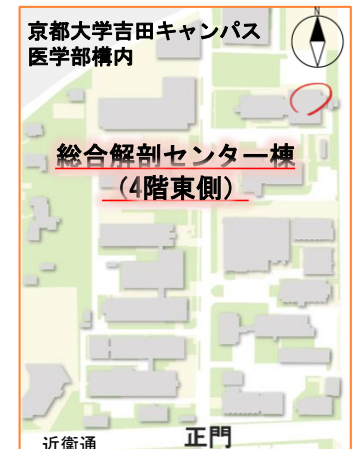 京都大学吉田キャンパス
医学部構内
総合解剖センター棟
（4階東側）
正門
近衛通